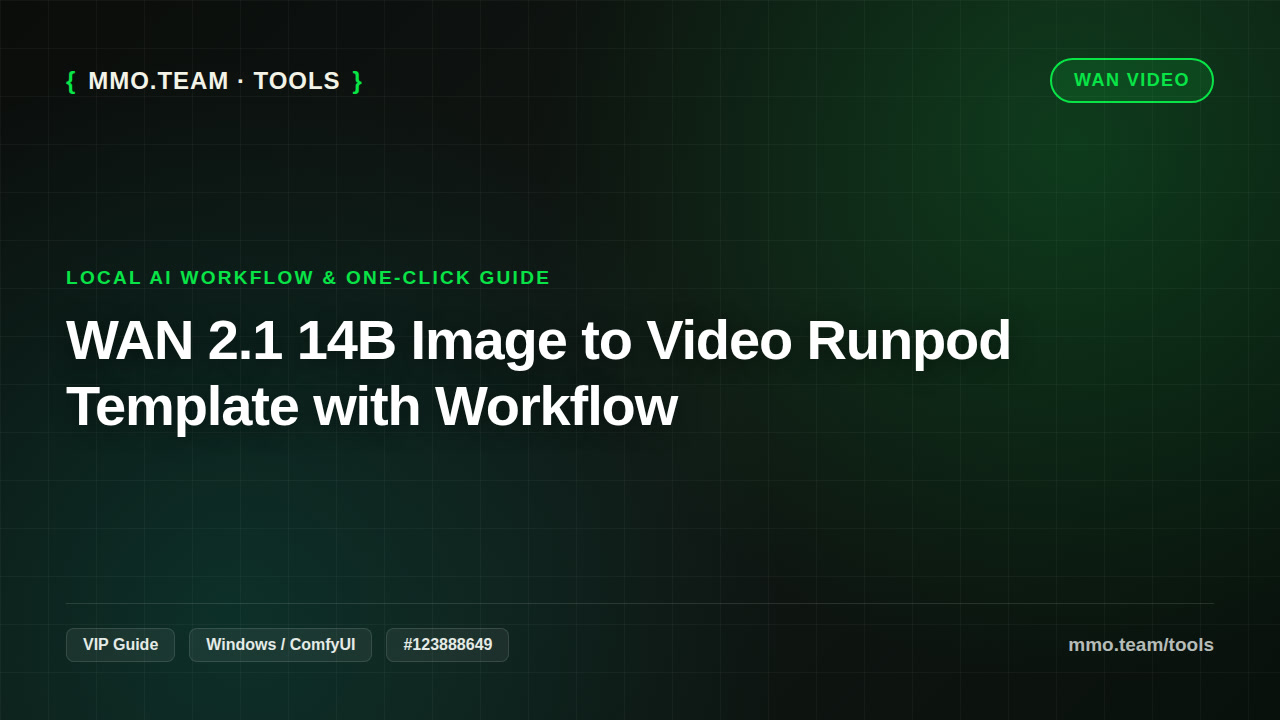 { MMO.TEAM · TOOLS }
WAN VIDEO
LOCAL AI WORKFLOW & ONE-CLICK GUIDE
WAN 2.1 14B Image to Video Runpod
Template with Workflow
VIP Guide
Windows / ComfyUI
#123888649
mmo.team/tools